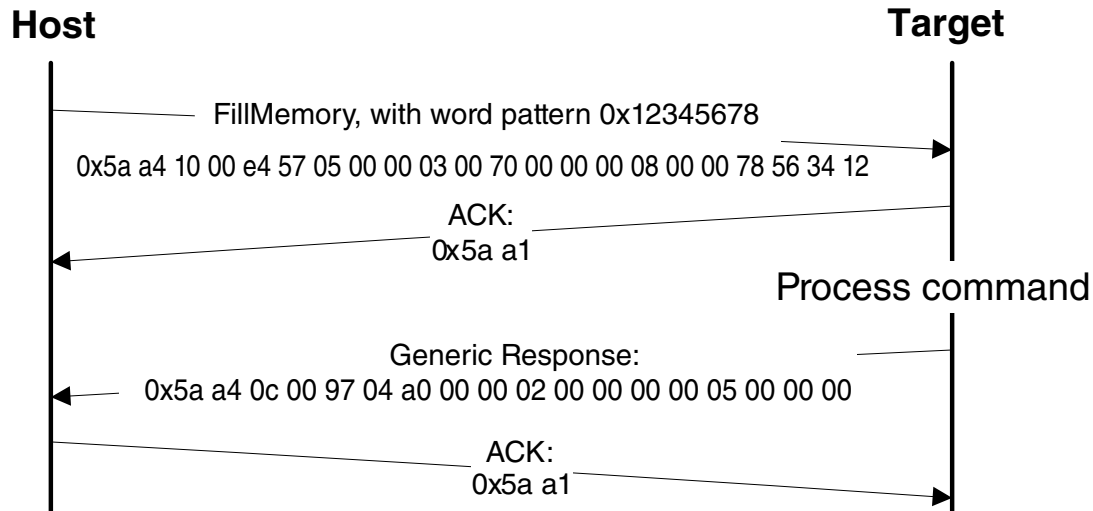 Host
Target
FillMemory, with word pattern 0x12345678
0x5a a4 10 00 e4 57 05 00 00 03 00 70 00 00 00 08 00 00 78 56 34 12
ACK:
0x5a a1
Process command
Generic Response:
0x5a a4 0c 00 97 04 a0 00 00 02 00 00 00 00 05 00 00 00
ACK:
0x5a a1